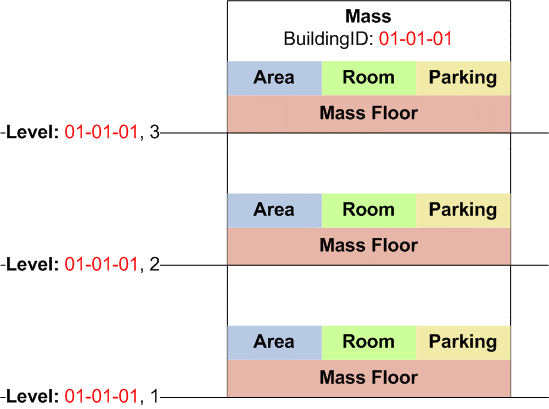 Mass
BuildingID: 01-01-01
Area Room Parking
Mass Floor
Level: 01-01-01, 3
Area Room Parking
Mass Floor
Level: 01-01-01, 2
Area Room Parking
Mass Floor
Level: 01-01-01, 1